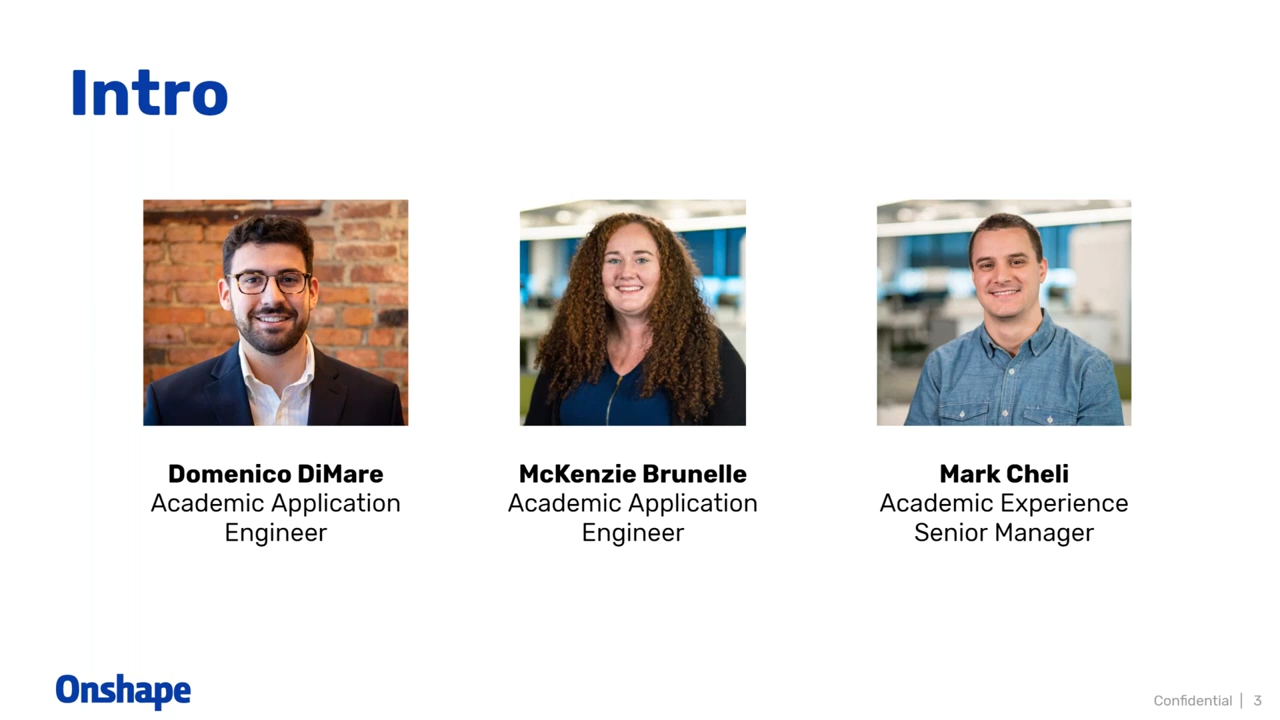 Intro
Domenico DiMare
Academic Application
Engineer
McKenzie Brunelle
Academic Application
Engineer
Mark Cheli
Academic Experience
Senior Manager
Onshape
Confidential | 3